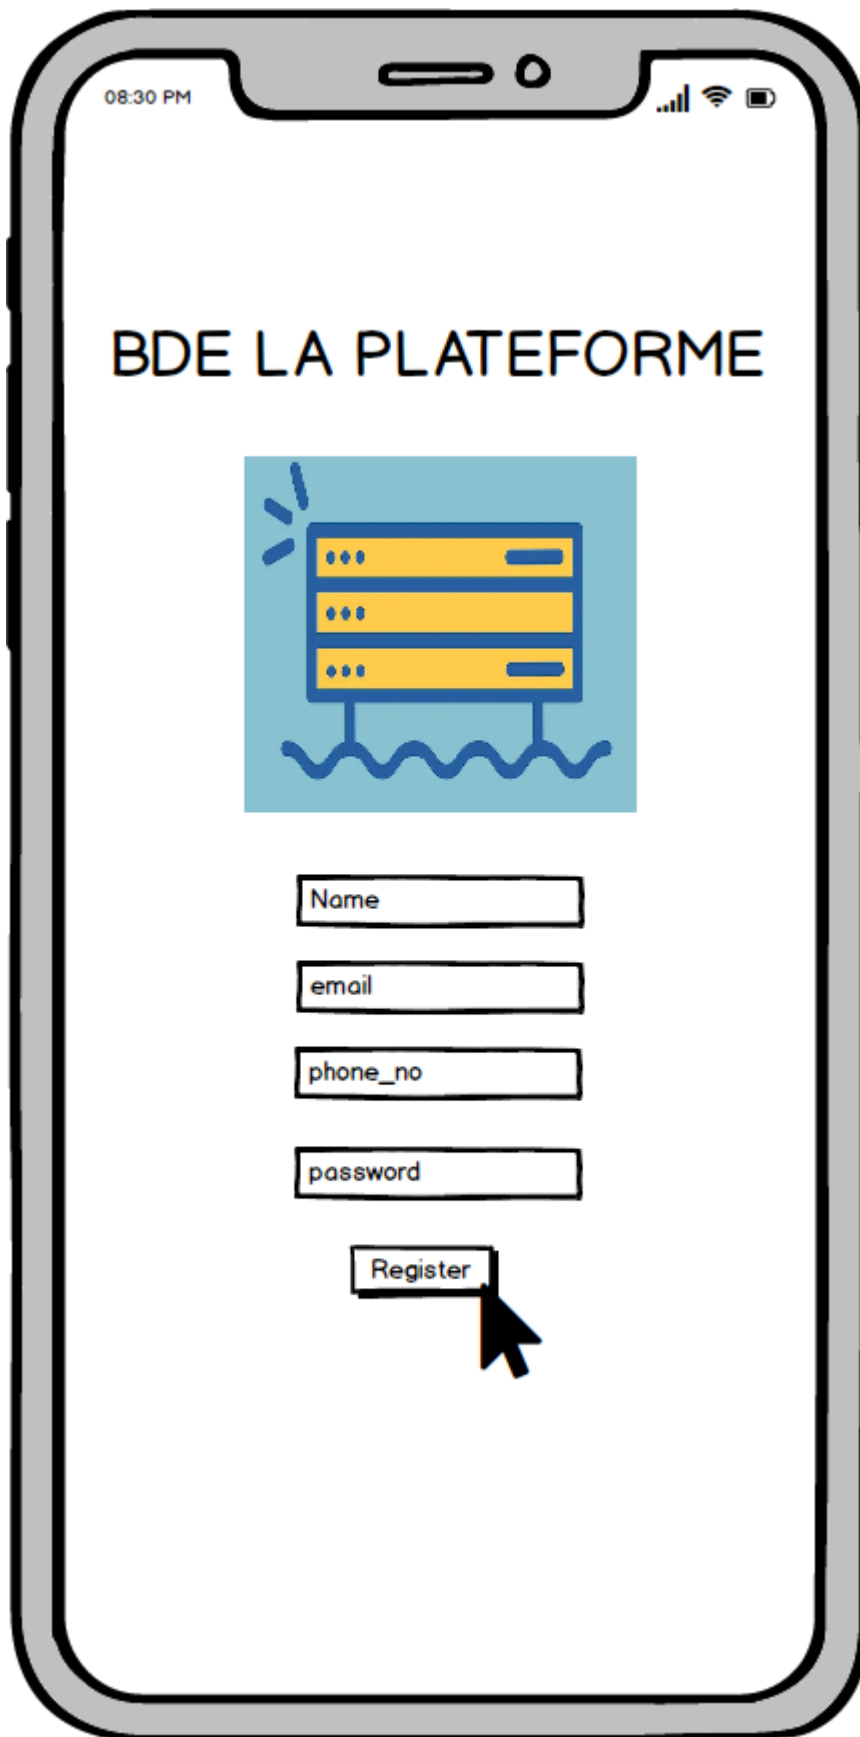 08:30 PM
BDE LA PLATEFORME
Name
email
phone_no
password
Register